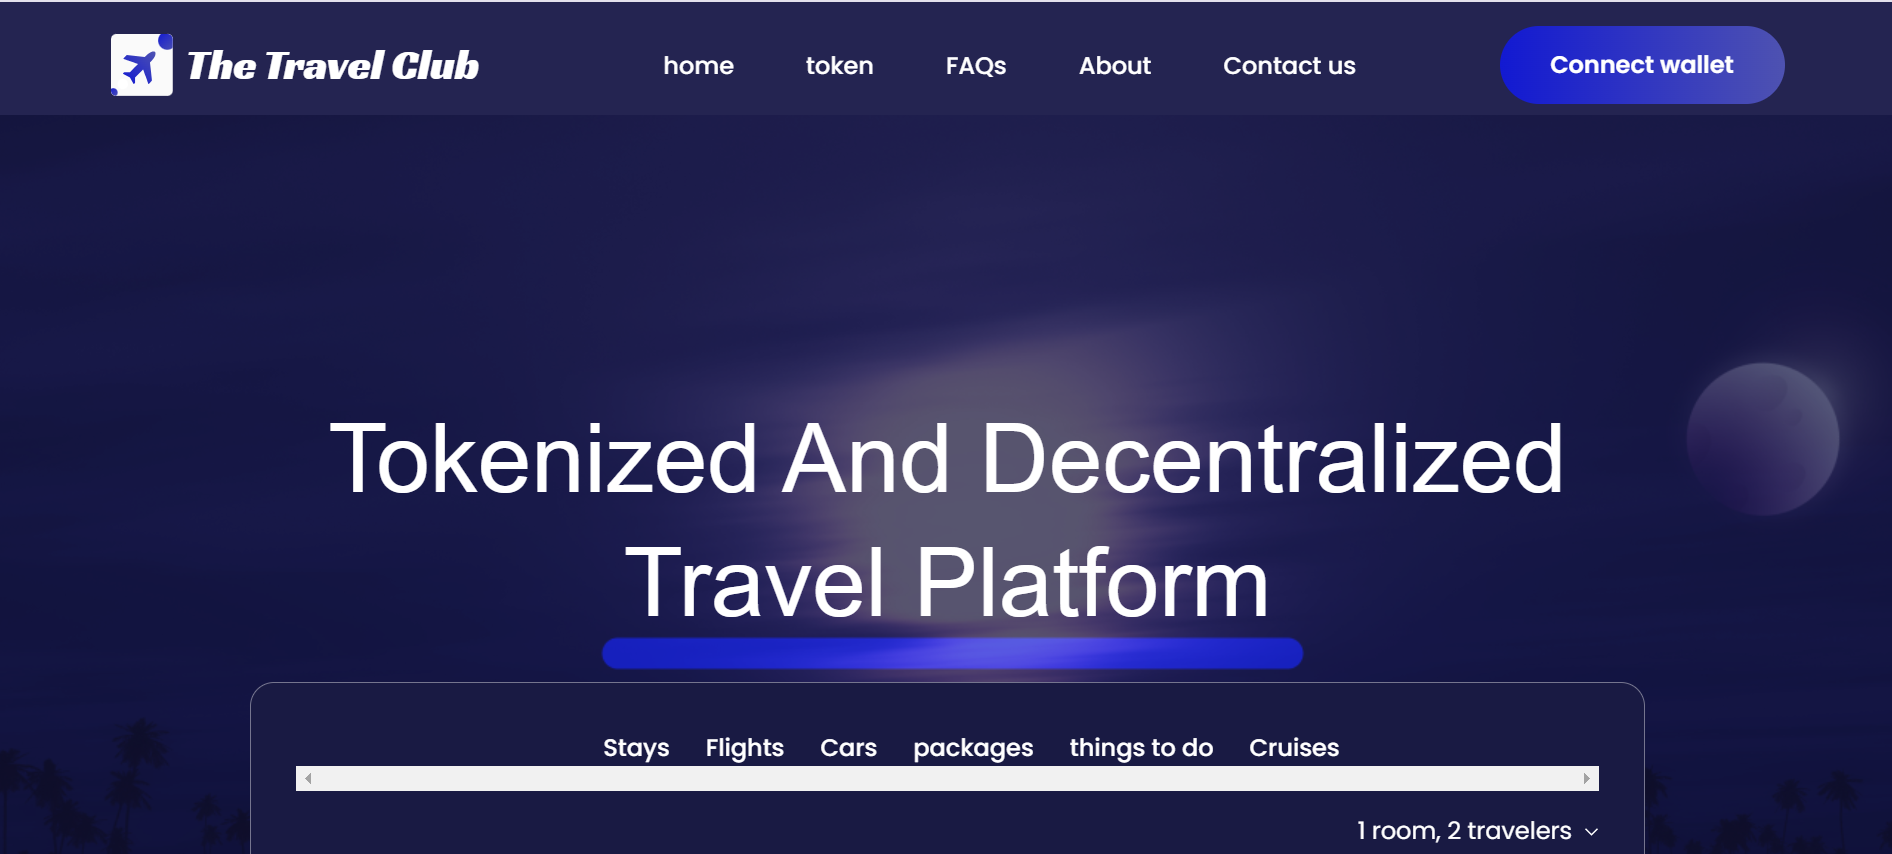 The Travel Club
home token FAQs About Contact us Connect wallet
Tokenized And Decentralized
Travel Platform
Stays Flights Cars packages things to do Cruises
1 room, 2 travelers